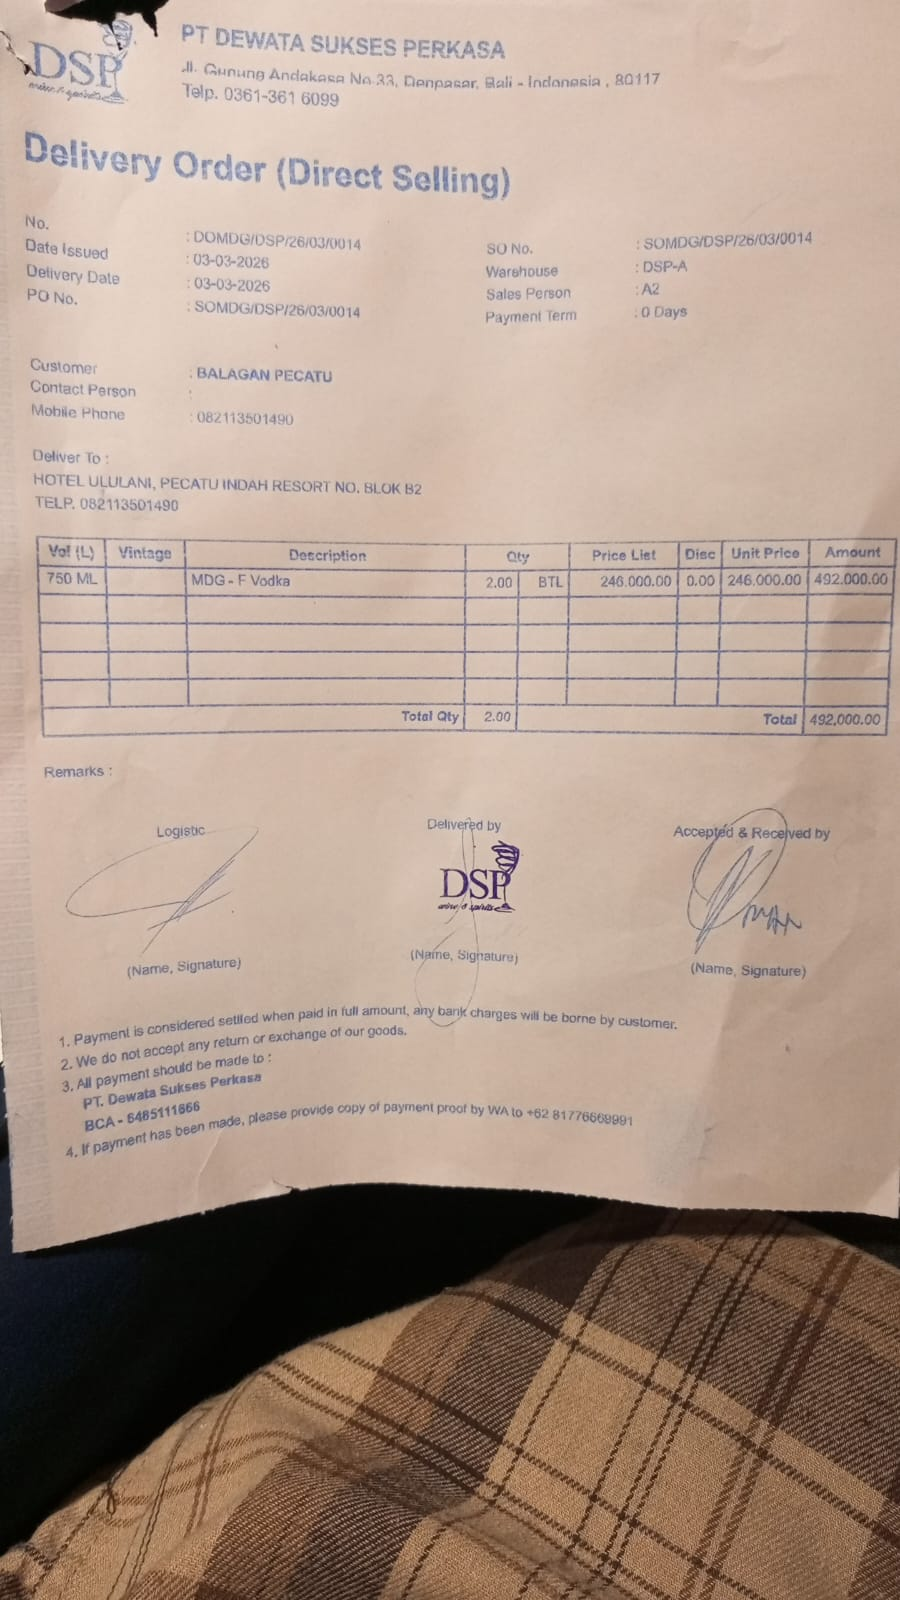 DSP
wine & spirits
PT DEWATA SUKSES PERKASA
Jl. Gunung Andakasa No.33, Denpasar, Bali - Indonesia , 80117
Telp. 0361-361 6099
Delivery Order (Direct Selling)
No. : DOMDG/DSP/26/03/0014 SO No. : SOMDG/DSP/26/03/0014
Date Issued : 03-03-2026 Warehouse : DSP-A
Delivery Date : 03-03-2026 Sales Person : A2
PO No. : SOMDG/DSP/26/03/0014 Payment Term : 0 Days
Customer : BALAGAN PECATU
Contact Person :
Mobile Phone : 082113501490
Deliver To :
HOTEL ULULANI, PECATU INDAH RESORT NO. BLOK B2
TELP. 082113501490
Vol (L) Vintage Description Qty Price List Disc Unit Price Amount
750 ML MDG - F Vodka 2.00 BTL 246.000.00 0.00 246.000.00 492.000.00
Total Qty 2.00 Total 492,000.00
Remarks :
Logistic Delivered by Accepted & Received by
DSP
wine & spirits
(Name, Signature) (Name, Signature) (Name, Signature)
1. Payment is considered settled when paid in full amount, any bank charges will be borne by customer.
2. We do not accept any return or exchange of our goods.
3. All payment should be made to :
PT. Dewata Sukses Perkasa
BCA - 6485111666
4. If payment has been made, please provide copy of payment proof by WA to +62 81776669991